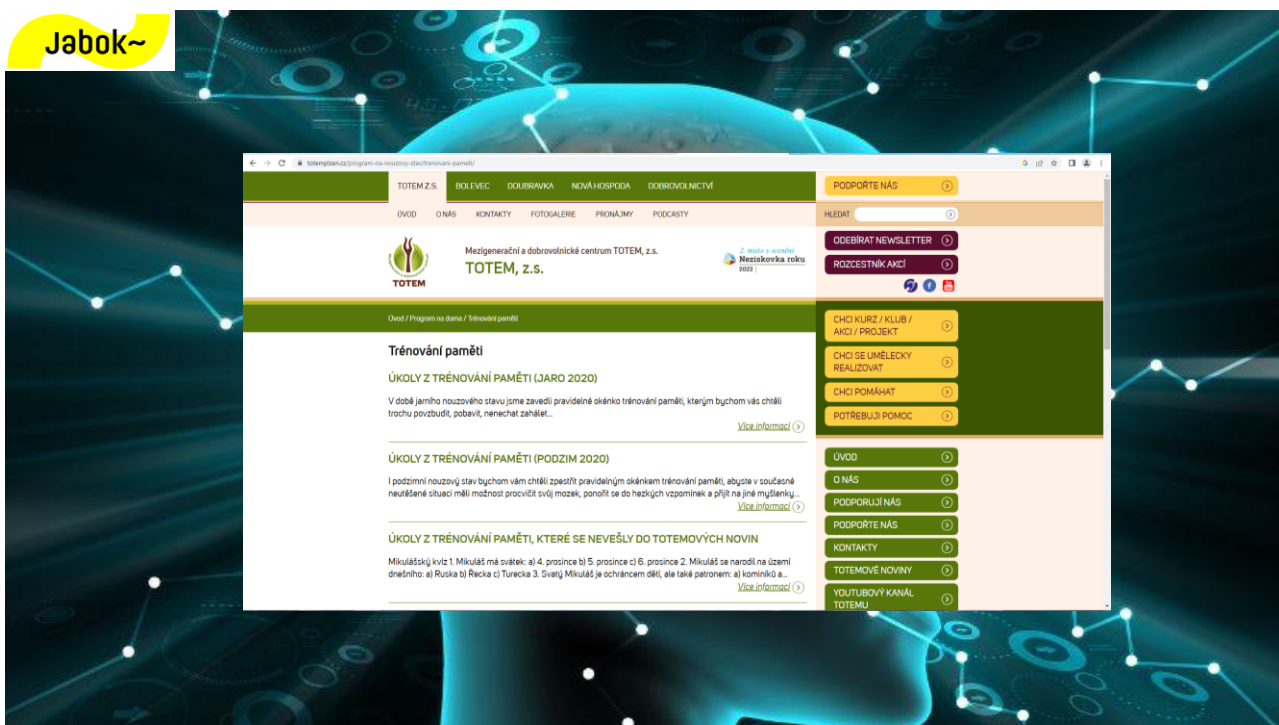 Jabok~
totemplzen.cz/program-na-nouzovy-stav/trenovani-pameti/
TOTEM Z.S. BOLEVEC DOUBRAVKA NOVÁ HOSPODA DOBROVOLNICTVÍ
PODPOŘTE NÁS
ÚVOD O NÁS KONTAKTY FOTOGALERIE PRONÁJMY PODCASTY
HLEDAT
TOTEM
Mezigenerační a dobrovolnické centrum TOTEM, z.s.
TOTEM, z.s.
2. místo v ocenění
Neziskovka roku
2022
ODEBÍRAT NEWSLETTER
ROZCESTNÍK AKCÍ
Úvod / Program na doma / Trénování paměti
CHCI KURZ / KLUB /
AKCI / PROJEKT
CHCI SE UMĚLECKY
REALIZOVAT
CHCI POMÁHAT
POTŘEBUJI POMOC
Trénování paměti
ÚKOLY Z TRÉNOVÁNÍ PAMĚTI (JARO 2020)
V době jarního nouzového stavu jsme zavedli pravidelné okénko trénování paměti, kterým bychom vás chtěli
trochu povzbudit, pobavit, nenechat zahálet...
Více informací
ÚKOLY Z TRÉNOVÁNÍ PAMĚTI (PODZIM 2020)
I podzimní nouzový stav bychom vám chtěli zpestřit pravidelným okénkem trénování paměti, abyste v současné
neutěšené situaci měli možnost procvičit svůj mozek, ponořit se do hezkých vzpomínek a přijít na jiné myšlenky...
Více informací
ÚKOLY Z TRÉNOVÁNÍ PAMĚTI, KTERÉ SE NEVEŠLY DO TOTEMOVÝCH NOVIN
Mikulášský kvíz 1. Mikuláš má svátek: a) 4. prosince b) 5. prosince c) 6. prosince 2. Mikuláš se narodil na území
dnešního: a) Ruska b) Řecka c) Turecka 3. Svatý Mikuláš je ochráncem dětí, ale také patronem: a) kominíků a...
Více informací
ÚVOD
O NÁS
PODPORUJÍ NÁS
PODPOŘTE NÁS
KONTAKTY
TOTEMOVÉ NOVINY
YOUTUBOVÝ KANÁL
TOTEMU